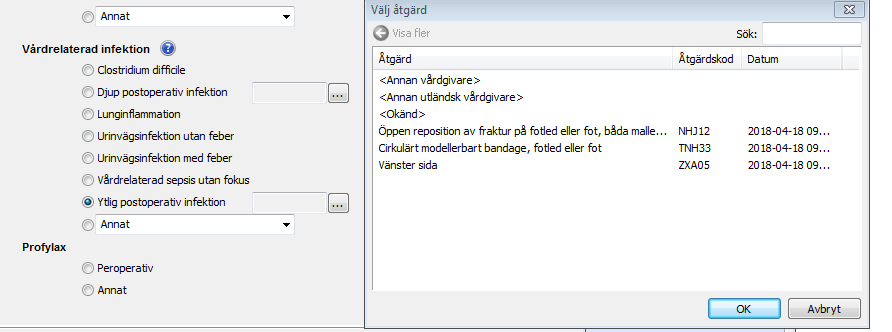 Annat
Vårdrelaterad infektion ?
Clostridium difficile
Djup postoperativ infektion ...
Lunginflammation
Urinvägsinfektion utan feber
Urinvägsinfektion med feber
Vårdrelaterad sepsis utan fokus
Ytlig postoperativ infektion ...
Annat
Profylax
Peroperativ
Annat
Välj åtgärd
Visa fler Sök:
Åtgärd Åtgärdskod Datum
<Annan vårdgivare>
<Annan utländsk vårdgivare>
<Okänd>
Öppen reposition av fraktur på fotled eller fot, båda malle... NHJ12 2018-04-18 09...
Cirkulärt modellerbart bandage, fotled eller fot TNH33 2018-04-18 09...
Vänster sida ZXA05 2018-04-18 09...
OK Avbryt